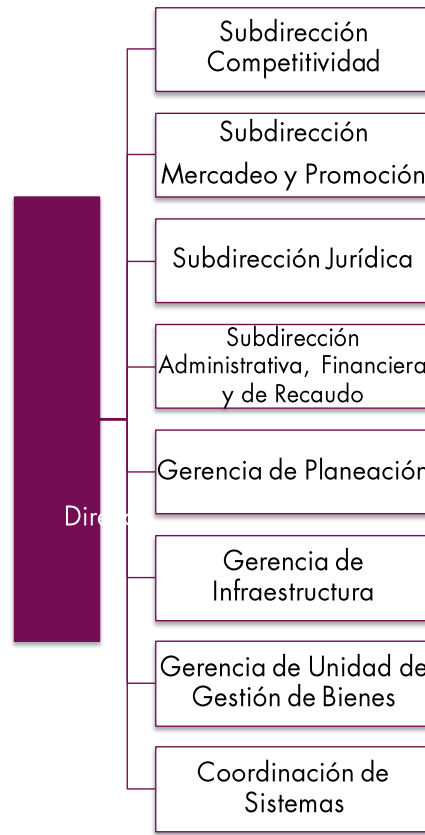 Subdirección
Competitividad
Subdirección
Mercadeo y Promoción
Subdirección Jurídica
Subdirección
Administrativa, Financiera
y de Recaudo
Gerencia de Planeación
Gerencia de
Infraestructura
Gerencia de Unidad de
Gestión de Bienes
Coordinación de
Sistemas